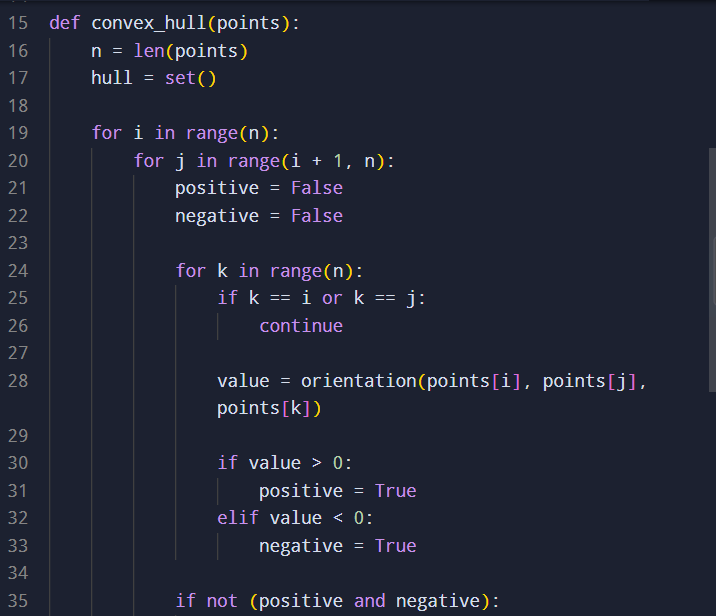 15 def convex_hull(points):
16     n = len(points)
17     hull = set()
18
19     for i in range(n):
20         for j in range(i + 1, n):
21             positive = False
22             negative = False
23
24             for k in range(n):
25                 if k == i or k == j:
26                     continue
27
28                 value = orientation(points[i], points[j],
                 points[k])
29
30                 if value > 0:
31                     positive = True
32                 elif value < 0:
33                     negative = True
34
35             if not (positive and negative):